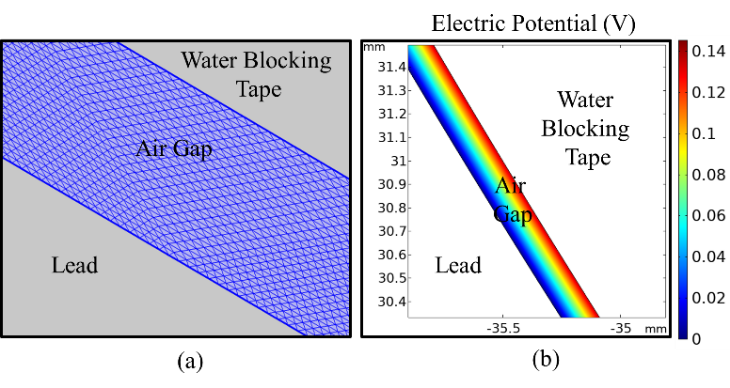 Electric Potential (V)
Water Blocking
Tape
Air Gap
Lead
(a)
mm
31.4
31.3
31.2
31.1
31
30.9
30.8
30.7
30.6
30.5
30.4
Water
Blocking
Tape
Air
Gap
Lead
-35.5
-35
mm
0.14
0.12
0.1
0.08
0.06
0.04
0.02
0
(b)